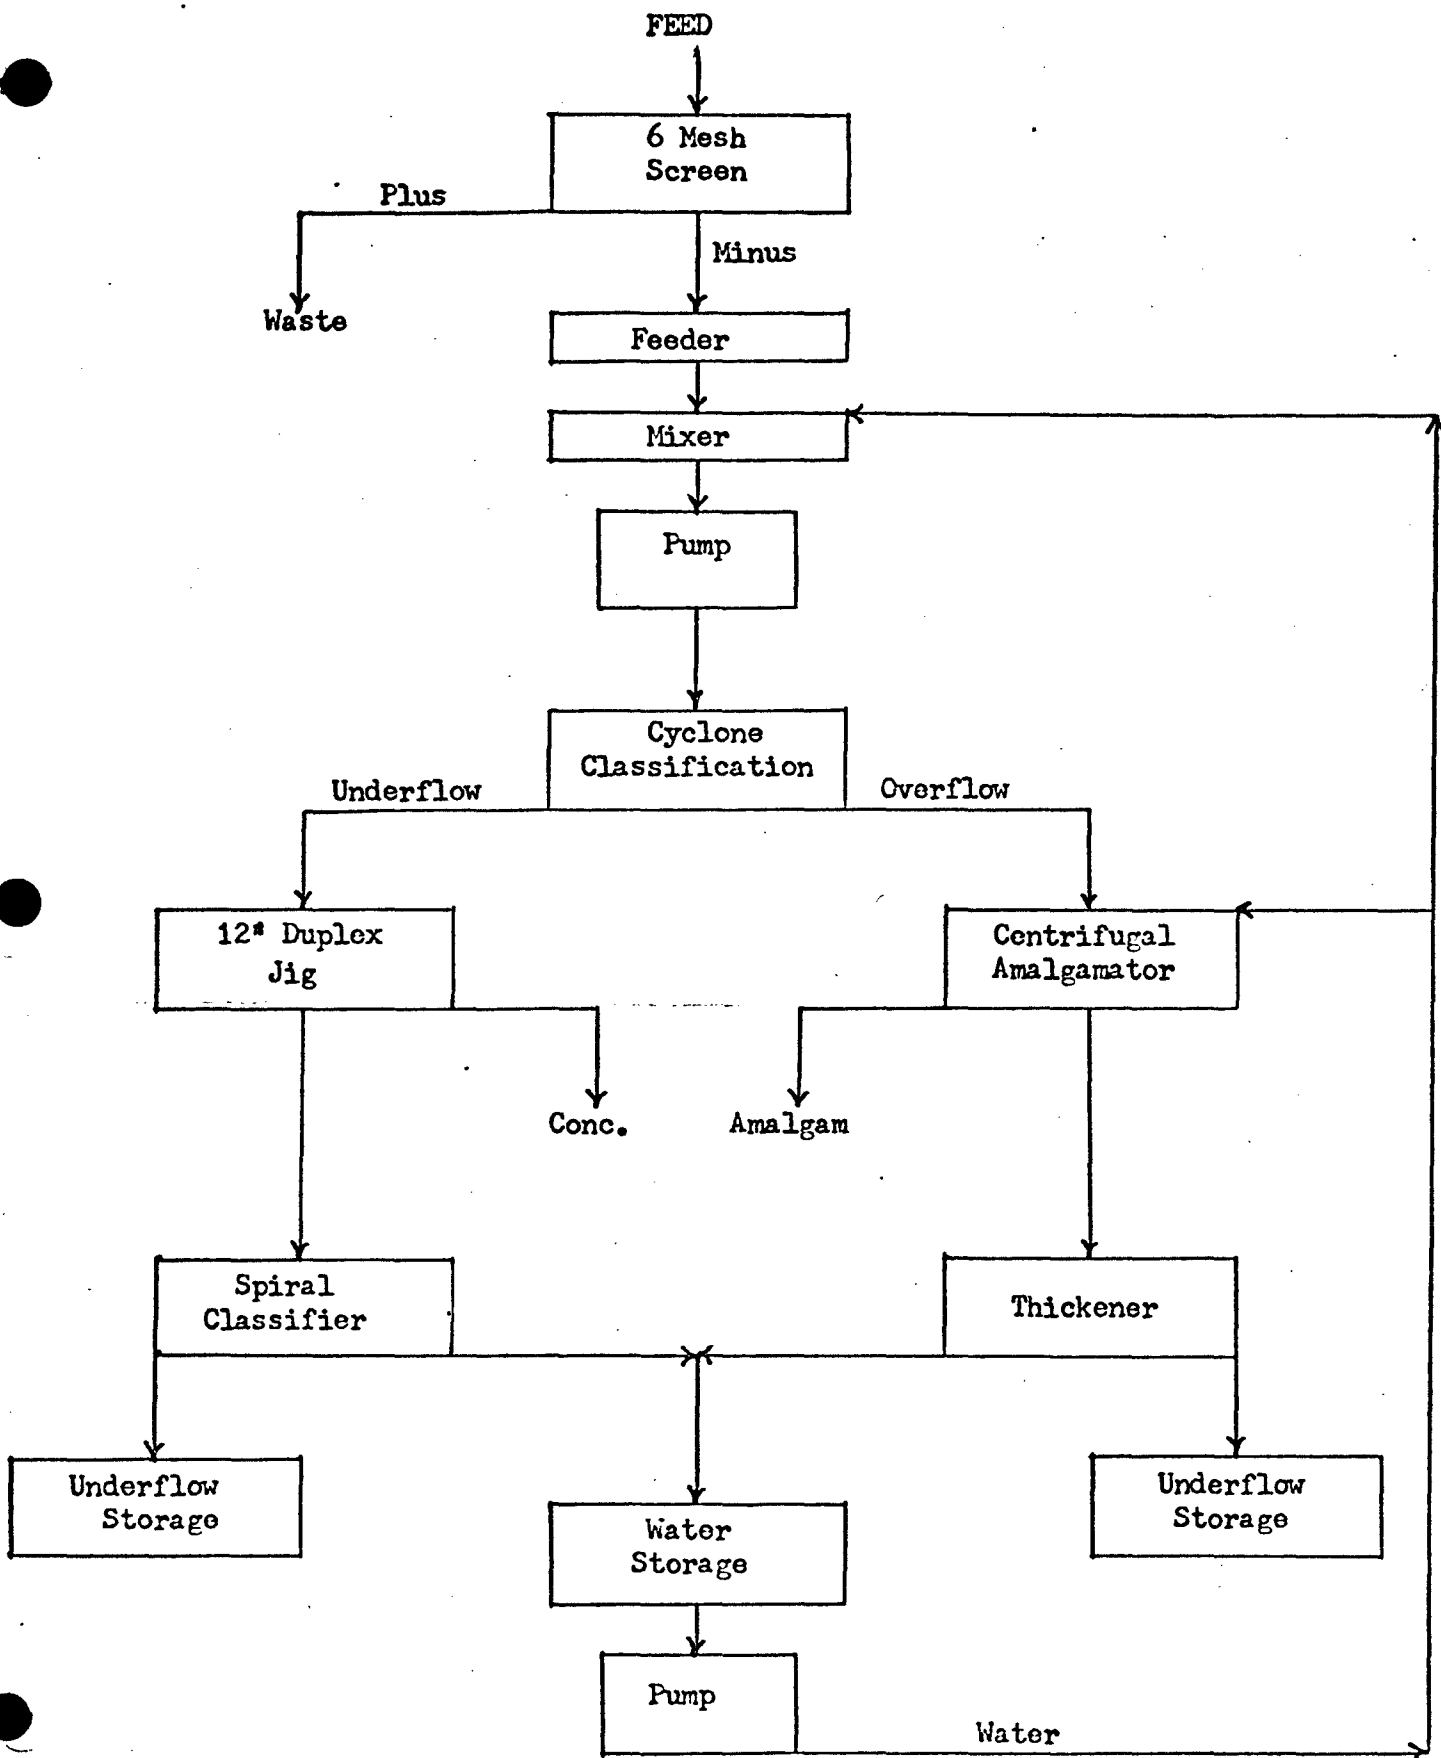 FEED
6 Mesh
Screen
Plus
Minus
Waste
Feeder
Mixer
Pump
Cyclone
Classification
Underflow
Overflow
12" Duplex
Jig
Centrifugal
Amalgamator
Conc.
Amalgam
Spiral
Classifier
Thickener
Underflow
Storage
Water
Storage
Underflow
Storage
Pump
Water